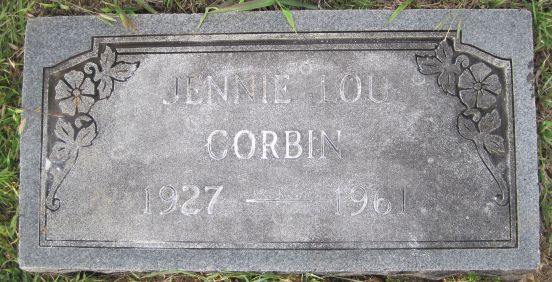 JENNIE LOU
CORBIN
1927 — 1961